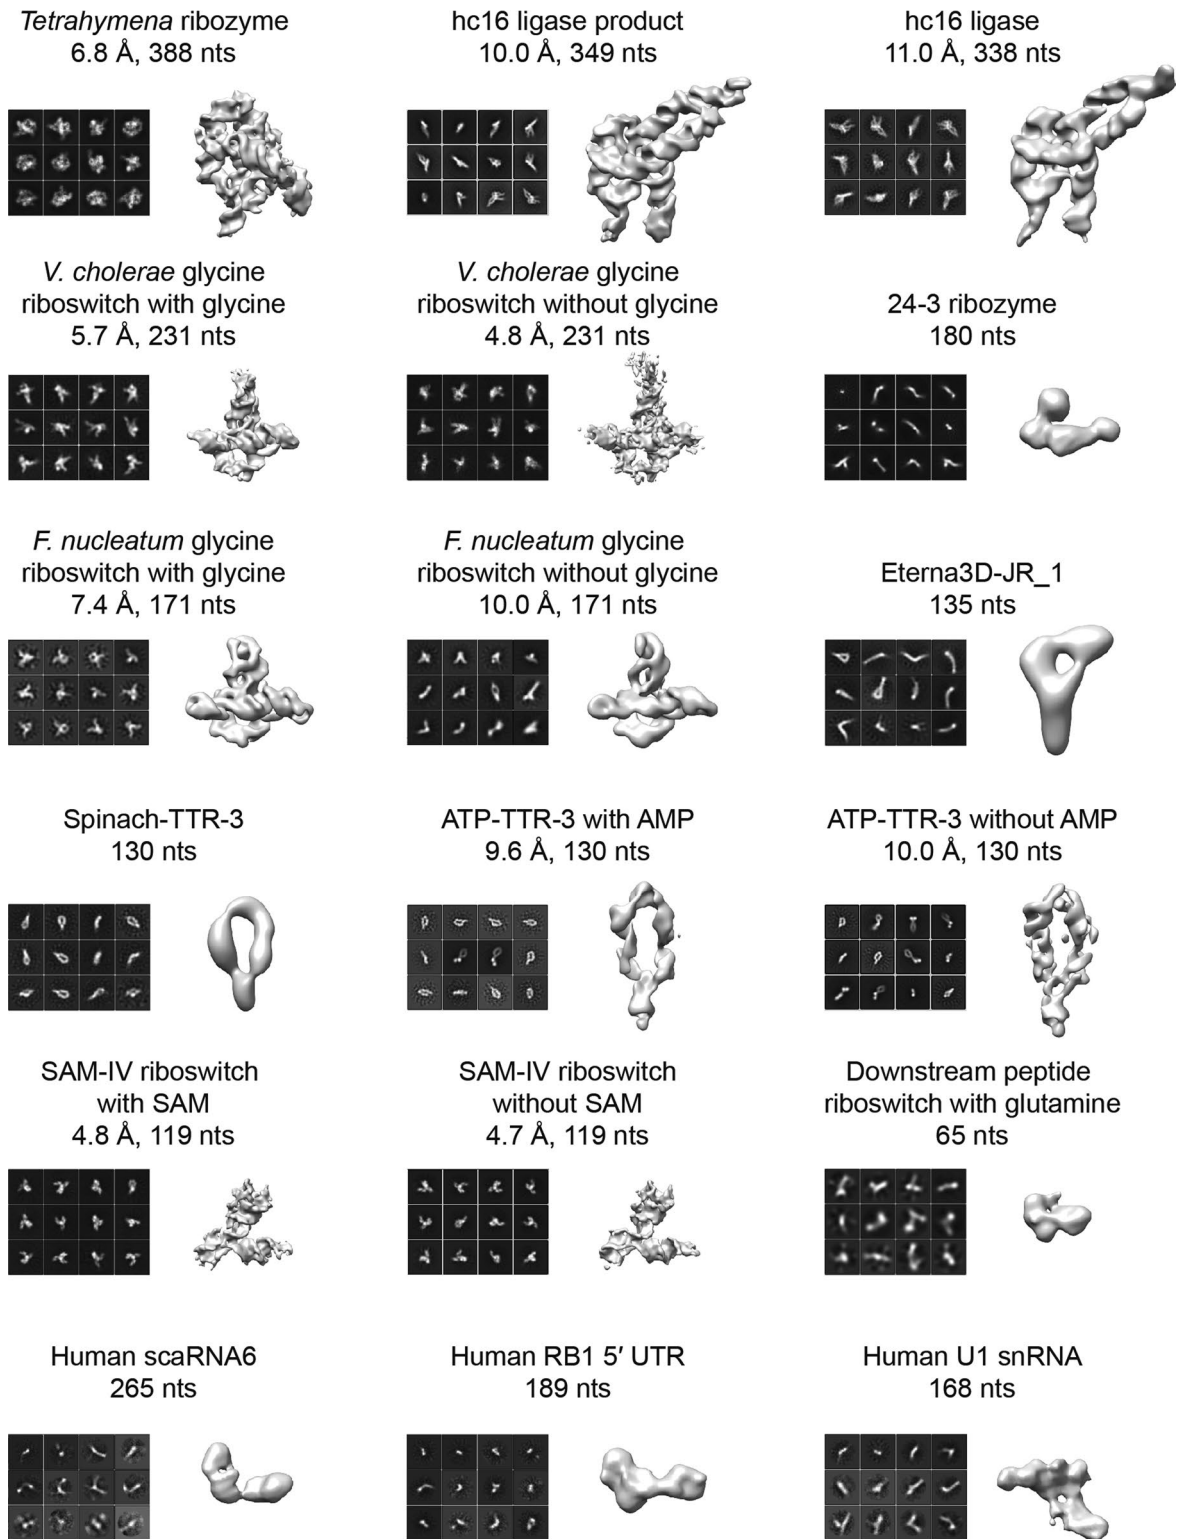 Tetrahymena ribozyme
6.8 Å, 388 nts
hc16 ligase product
10.0 Å, 349 nts
hc16 ligase
11.0 Å, 338 nts
V. cholerae glycine
riboswitch with glycine
5.7 Å, 231 nts
V. cholerae glycine
riboswitch without glycine
4.8 Å, 231 nts
24-3 ribozyme
180 nts
F. nucleatum glycine
riboswitch with glycine
7.4 Å, 171 nts
F. nucleatum glycine
riboswitch without glycine
10.0 Å, 171 nts
Eterna3D-JR_1
135 nts
Spinach-TTR-3
130 nts
ATP-TTR-3 with AMP
9.6 Å, 130 nts
ATP-TTR-3 without AMP
10.0 Å, 130 nts
SAM-IV riboswitch
with SAM
4.8 Å, 119 nts
SAM-IV riboswitch
without SAM
4.7 Å, 119 nts
Downstream peptide
riboswitch with glutamine
65 nts
Human scaRNA6
265 nts
Human RB1 5′ UTR
189 nts
Human U1 snRNA
168 nts